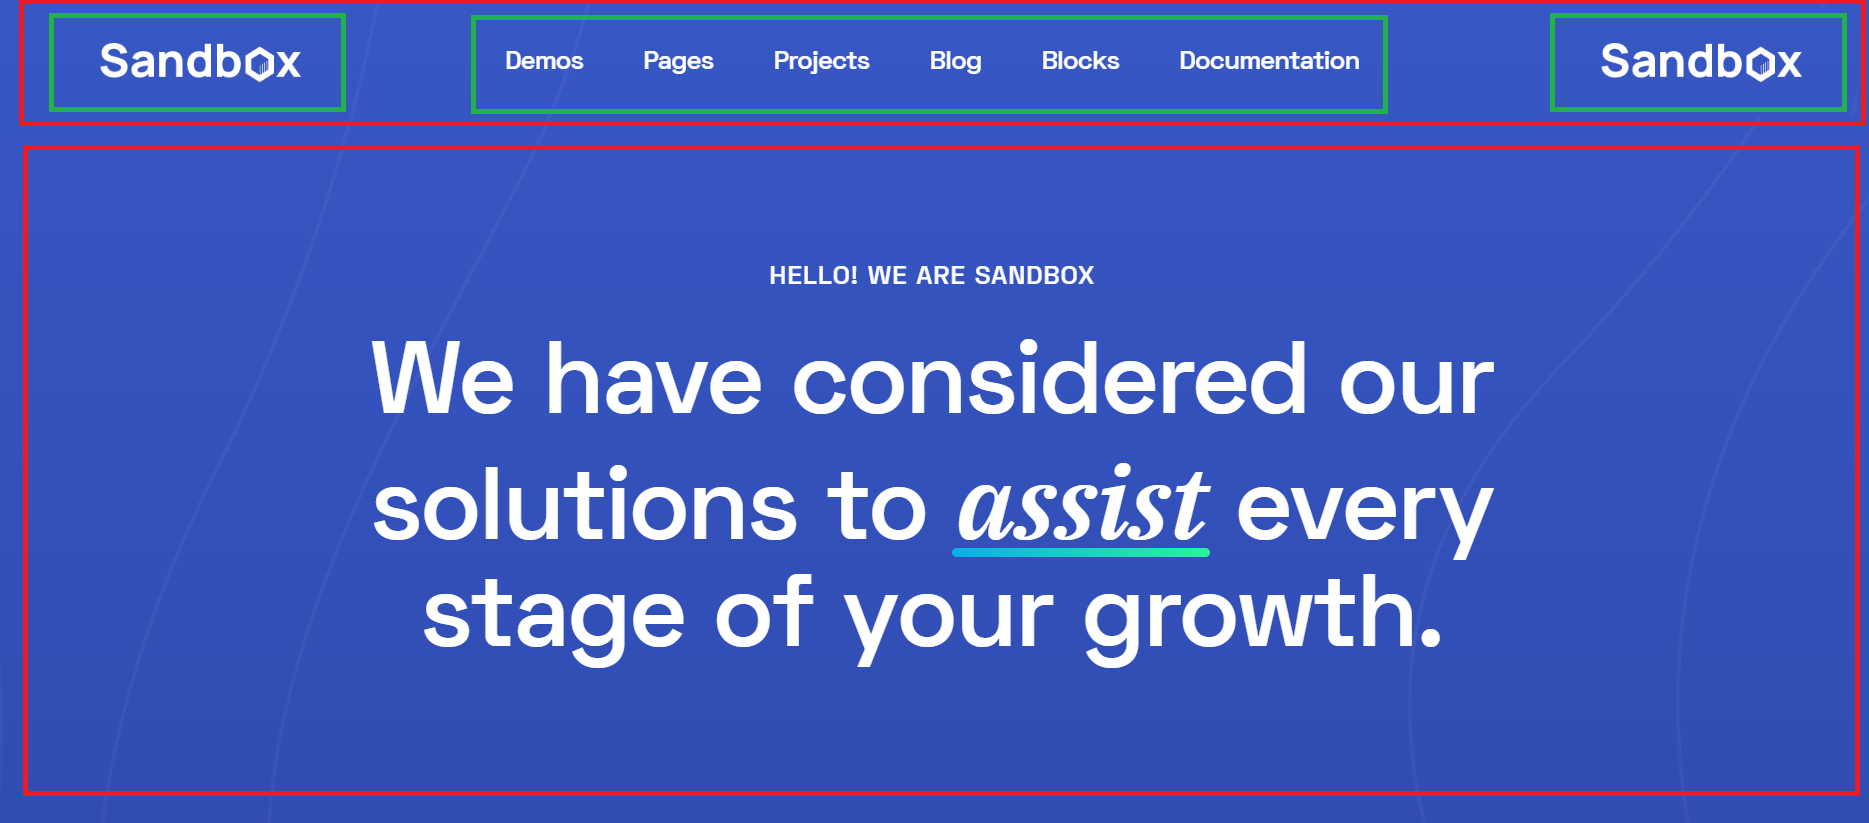 Sandbox Demos Pages Projects Blog Blocks Documentation Sandbox
HELLO! WE ARE SANDBOX
We have considered our
solutions to assist every
stage of your growth.